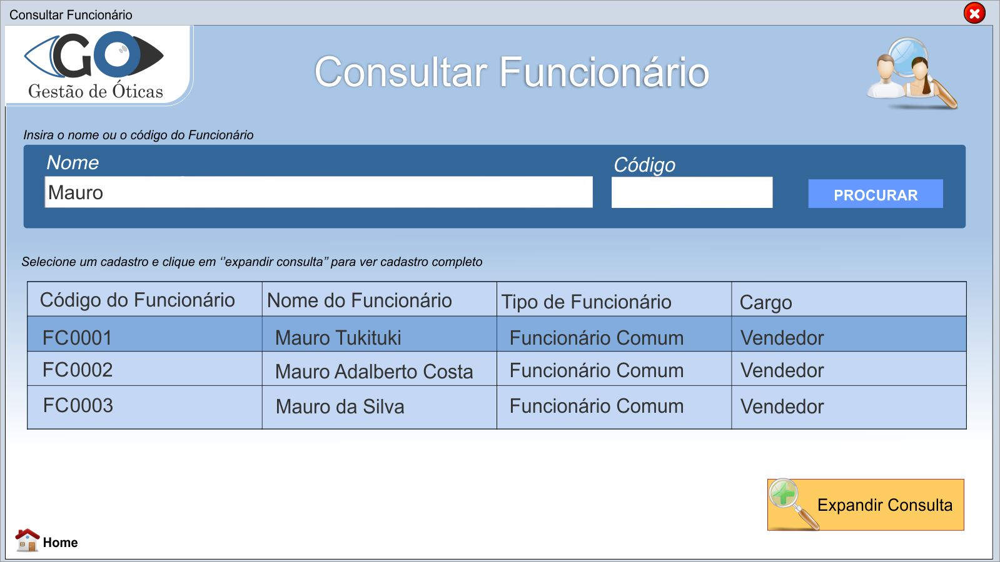 Consultar Funcionário
GO
Gestão de Óticas
Consultar Funcionário
Insira o nome ou o código do Funcionário
Nome
Código
Mauro
PROCURAR
Selecione um cadastro e clique em ‘’expandir consulta’’ para ver cadastro completo
Código do Funcionário Nome do Funcionário Tipo de Funcionário Cargo
FC0001 Mauro Tukituki Funcionário Comum Vendedor
FC0002 Mauro Adalberto Costa Funcionário Comum Vendedor
FC0003 Mauro da Silva Funcionário Comum Vendedor
Expandir Consulta
Home